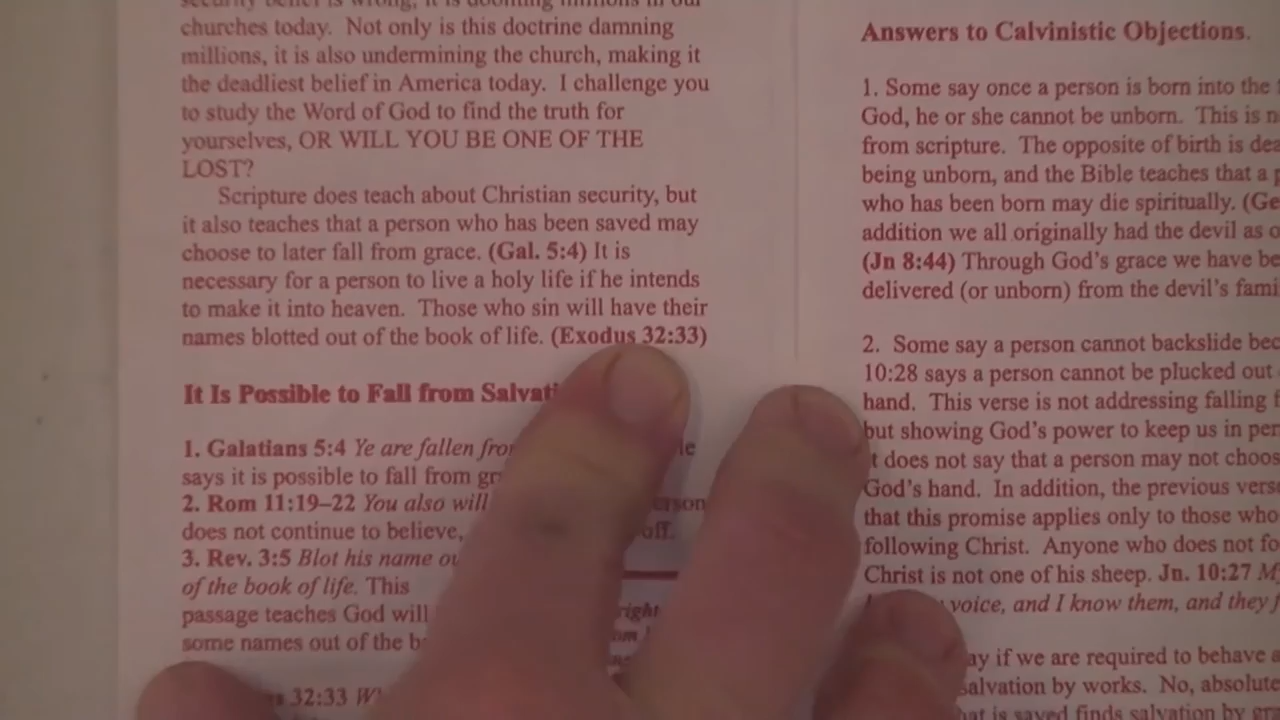 security belief is wrong, it is
churches today. Not only is this doctrine damning
millions, it is also undermining the church, making it
the deadliest belief in America today. I challenge you
to study the Word of God to find the truth for
yourselves, OR WILL YOU BE ONE OF THE
LOST?
Scripture does teach about Christian security, but
it also teaches that a person who has been saved may
choose to later fall from grace. (Gal. 5:4) It is
necessary for a person to live a holy life if he intends
to make it into heaven. Those who sin will have their
names blotted out of the book of life. (Exodus 32:33)
It Is Possible to Fall from
1. Galatians 5:4 Ye are fallen
says it is possible to fall from
2. Rom 11:19–22 You also will
does not continue to believe, off.
3. Rev. 3:5 Blot his name
of the book of life. This
passage teaches God will
some names out of the
32:33
Answers to Calvinistic Objections.
1. Some say once a person is born into the
God, he or she cannot be unborn. This is
from scripture. The opposite of birth is
being unborn, and the Bible teaches that a
who has been born may die spiritually.
addition we all originally had the devil as
(Jn 8:44) Through God's grace we have
delivered (or unborn) from the devil's
2. Some say a person cannot backslide
10:28 says a person cannot be plucked out
hand. This verse is not addressing falling
but showing God's power to keep us in
it does not say that a person may not
God's hand. In addition, the previous
that this promise applies only to those who
following Christ. Anyone who does not
Christ is not one of his sheep. Jn. 10:27
voice, and I know them, and they
if we are required to behave
salvation by works. No,
is saved finds salvation by